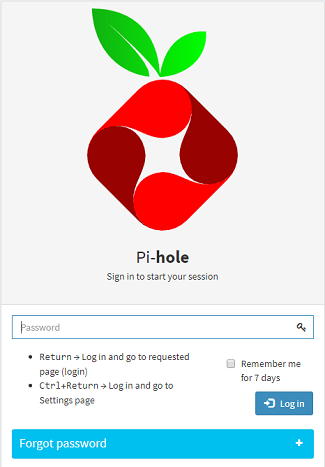 Pi-hole
Sign in to start your session
Password
Return → Log in and go to requested
page (login)
Ctrl+Return → Log in and go to
Settings page
Remember me
for 7 days
Log in
Forgot password